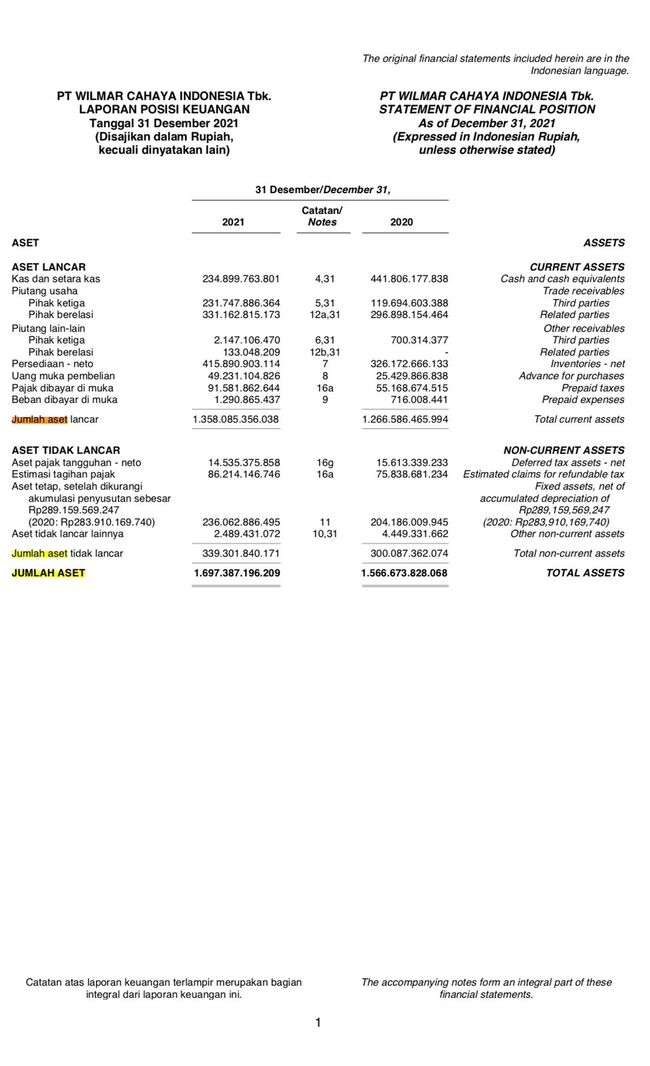 The original financial statements included herein are in the
Indonesian language.
PT WILMAR CAHAYA INDONESIA Tbk.
LAPORAN POSISI KEUANGAN
Tanggal 31 Desember 2021
(Disajikan dalam Rupiah,
kecuali dinyatakan lain)
PT WILMAR CAHAYA INDONESIA Tbk.
STATEMENT OF FINANCIAL POSITION
As of December 31, 2021
(Expressed in Indonesian Rupiah,
unless otherwise stated)
31 Desember/December 31,
2021 Catatan/Notes 2020
ASET ASSETS
ASET LANCAR CURRENT ASSETS
Kas dan setara kas 234.899.763.801 4,31 441.806.177.838 Cash and cash equivalents
Piutang usaha Trade receivables
Pihak ketiga 231.747.886.364 5,31 119.694.603.388 Third parties
Pihak berelasi 331.162.815.173 12a,31 296.898.154.464 Related parties
Piutang lain-lain Other receivables
Pihak ketiga 2.147.106.470 6,31 700.314.377 Third parties
Pihak berelasi 133.048.209 12b,31 - Related parties
Persediaan - neto 415.890.903.114 7 326.172.666.133 Inventories - net
Uang muka pembelian 49.231.104.826 8 25.429.866.838 Advance for purchases
Pajak dibayar di muka 91.581.862.644 16a 55.168.674.515 Prepaid taxes
Beban dibayar di muka 1.290.865.437 9 716.008.441 Prepaid expenses
Jumlah aset lancar 1.358.085.356.038 1.266.586.465.994 Total current assets
ASET TIDAK LANCAR NON-CURRENT ASSETS
Aset pajak tangguhan - neto 14.535.375.858 16g 15.613.339.233 Deferred tax assets - net
Estimasi tagihan pajak 86.214.146.746 16a 75.838.681.234 Estimated claims for refundable tax
Aset tetap, setelah dikurangi Fixed assets, net of
akumulasi penyusutan sebesar accumulated depreciation of
Rp289.159.569.247 Rp289,159,569,247
(2020: Rp283.910.169.740) 236.062.886.495 11 204.186.009.945 (2020: Rp283,910,169,740)
Aset tidak lancar lainnya 2.489.431.072 10,31 4.449.331.662 Other non-current assets
Jumlah aset tidak lancar 339.301.840.171 300.087.362.074 Total non-current assets
JUMLAH ASET 1.697.387.196.209 1.566.673.828.068 TOTAL ASSETS
Catatan atas laporan keuangan terlampir merupakan bagian
integral dari laporan keuangan ini.
The accompanying notes form an integral part of these
financial statements.
1